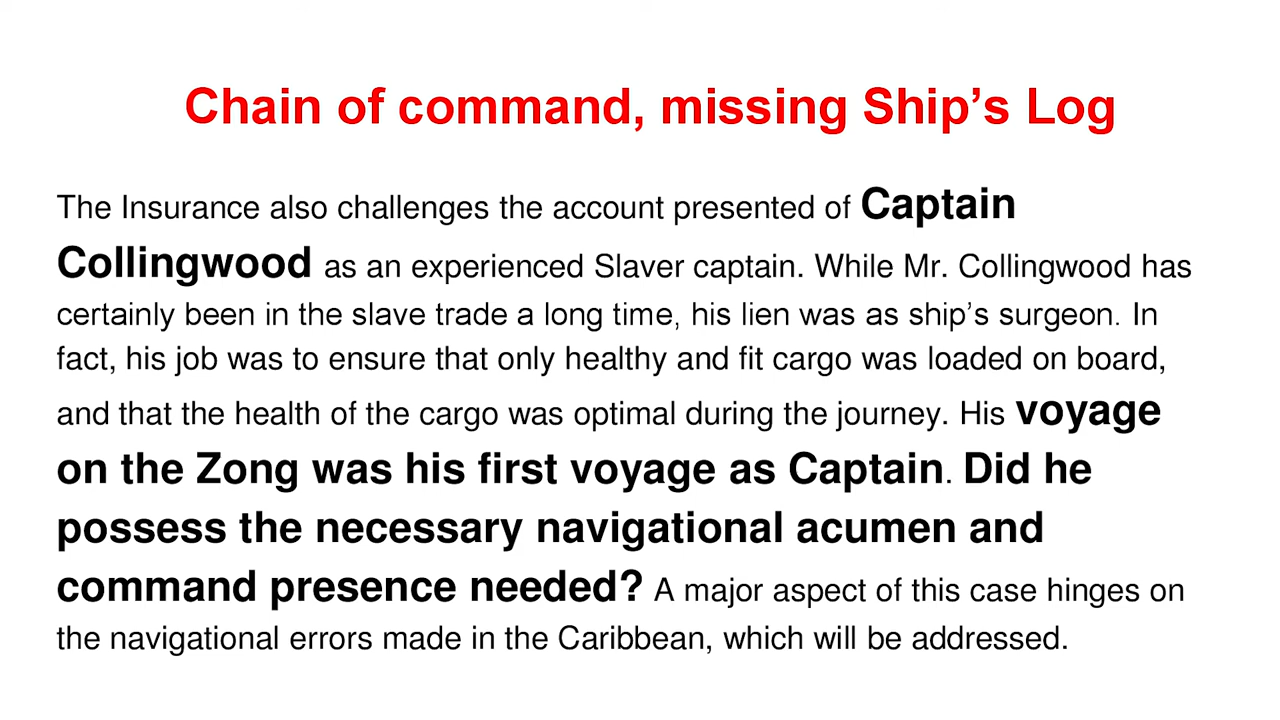 Chain of command, missing Ship’s Log
The Insurance also challenges the account presented of Captain
Collingwood as an experienced Slaver captain. While Mr. Collingwood has
certainly been in the slave trade a long time, his lien was as ship’s surgeon. In
fact, his job was to ensure that only healthy and fit cargo was loaded on board,
and that the health of the cargo was optimal during the journey. His voyage
on the Zong was his first voyage as Captain. Did he
possess the necessary navigational acumen and
command presence needed? A major aspect of this case hinges on
the navigational errors made in the Caribbean, which will be addressed.